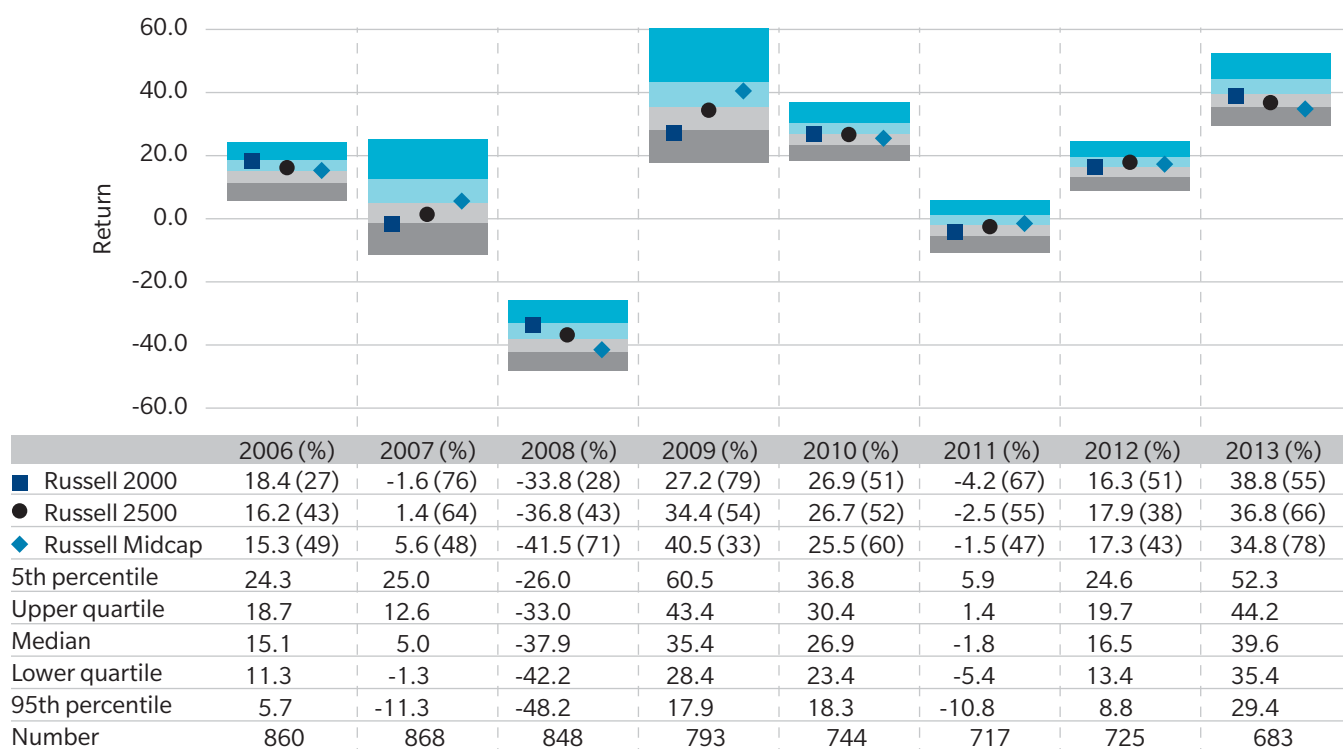 60.0
40.0
20.0
0.0
-20.0
-40.0
-60.0
Return
2006 (%) 2007 (%) 2008 (%) 2009 (%) 2010 (%) 2011 (%) 2012 (%) 2013 (%)
Russell 2000 18.4 (27) -1.6 (76) -33.8 (28) 27.2 (79) 26.9 (51) -4.2 (67) 16.3 (51) 38.8 (55)
Russell 2500 16.2 (43) 1.4 (64) -36.8 (43) 34.4 (54) 26.7 (52) -2.5 (55) 17.9 (38) 36.8 (66)
Russell Midcap 15.3 (49) 5.6 (48) -41.5 (71) 40.5 (33) 25.5 (60) -1.5 (47) 17.3 (43) 34.8 (78)
5th percentile 24.3 25.0 -26.0 60.5 36.8 5.9 24.6 52.3
Upper quartile 18.7 12.6 -33.0 43.4 30.4 1.4 19.7 44.2
Median 15.1 5.0 -37.9 35.4 26.9 -1.8 16.5 39.6
Lower quartile 11.3 -1.3 -42.2 28.4 23.4 -5.4 13.4 35.4
95th percentile 5.7 -11.3 -48.2 17.9 18.3 -10.8 8.8 29.4
Number 860 868 848 793 744 717 725 683